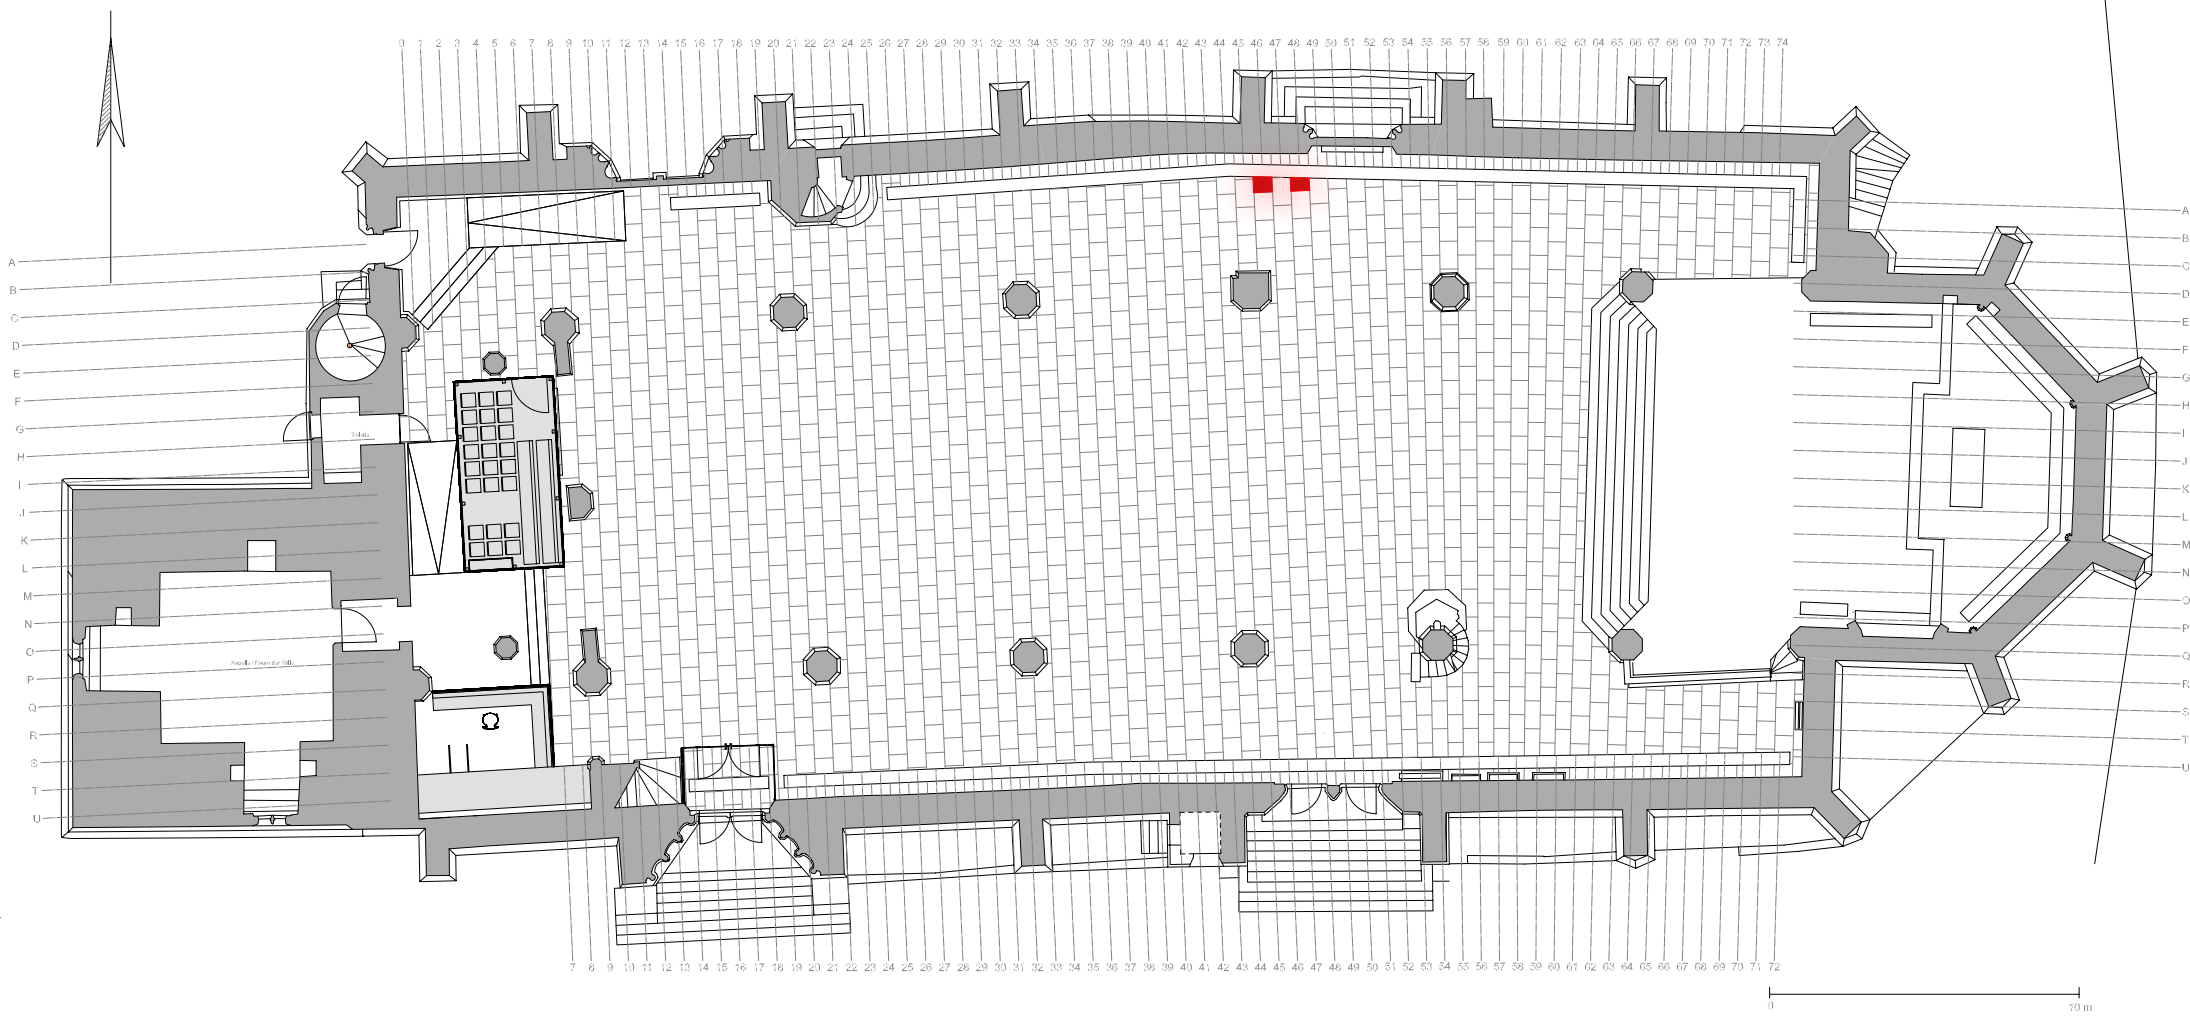 0 1 2 3 4 5 6 7 8 9 10 11 12 13 14 15 16 17 18 19 20 21 22 23 24 25 26 27 28 29 30 31 32 33 34 35 36 37 38 39 40 41 42 43 44 45 46 47 48 49 50 51 52 53 54 55 56 57 58 59 60 61 62 63 64 65 66 67 68 69 70 71 72 73 74
A
B
C
D
E
F
G
H
I
J
K
L
M
N
O
P
Q
R
S
T
U
A
B
C
D
E
F
G
H
I
J
K
L
M
N
O
P
Q
R
S
T
U
7 8 9 10 11 12 13 14 15 16 17 18 19 20 21 22 23 24 25 26 27 28 29 30 31 32 33 34 35 36 37 38 39 40 41 42 43 44 45 46 47 48 49 50 51 52 53 54 55 56 57 58 59 60 61 62 63 64 65 66 67 68 69 70 71 72
0 10 m